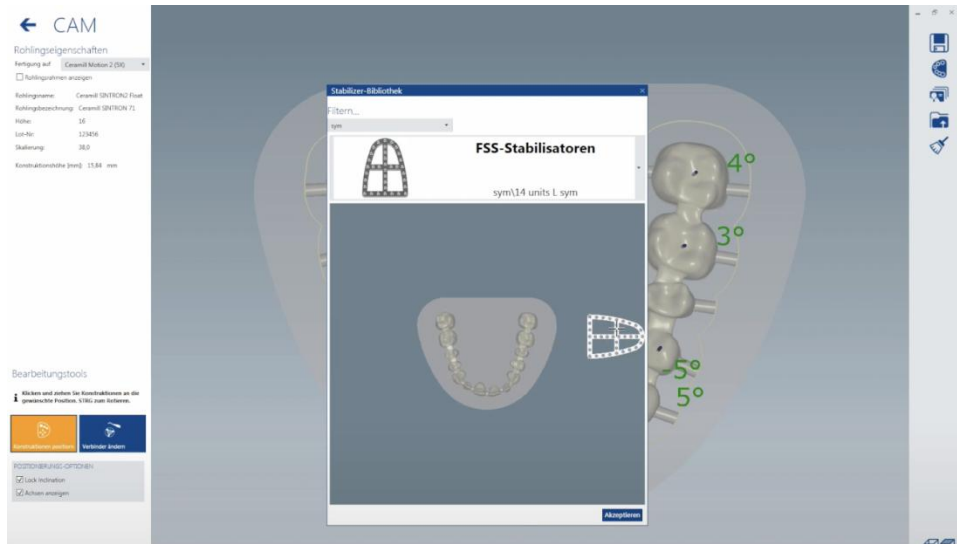 CAM
Rohlingseigenschaften
Fertigung auf Ceramill Motion 2 (5X)
Rohlingsrahmen anzeigen
Rohlingsname: Ceramill SINTRON2 Float
Rohlingsbezeichnung: Ceramill SINTRON 71
Höhe: 16
Lot-Nr: 123456
Skalierung: 38,0
Konstruktionshöhe [mm]: 15,84 mm
Stabilizer-Bibliothek
Filtern...
sym
FSS-Stabilisatoren
sym\14 units L sym
4°
3°
5°
5°
Bearbeitungstools
Klicken und ziehen Sie Konstruktionen an die
gewünschte Position. STRG zum Rotieren.
Konstruktionen position
Verbinder ändern
POSITIONIERUNGS-OPTIONEN
Lock Inclination
Achsen anzeigen
Akzeptieren